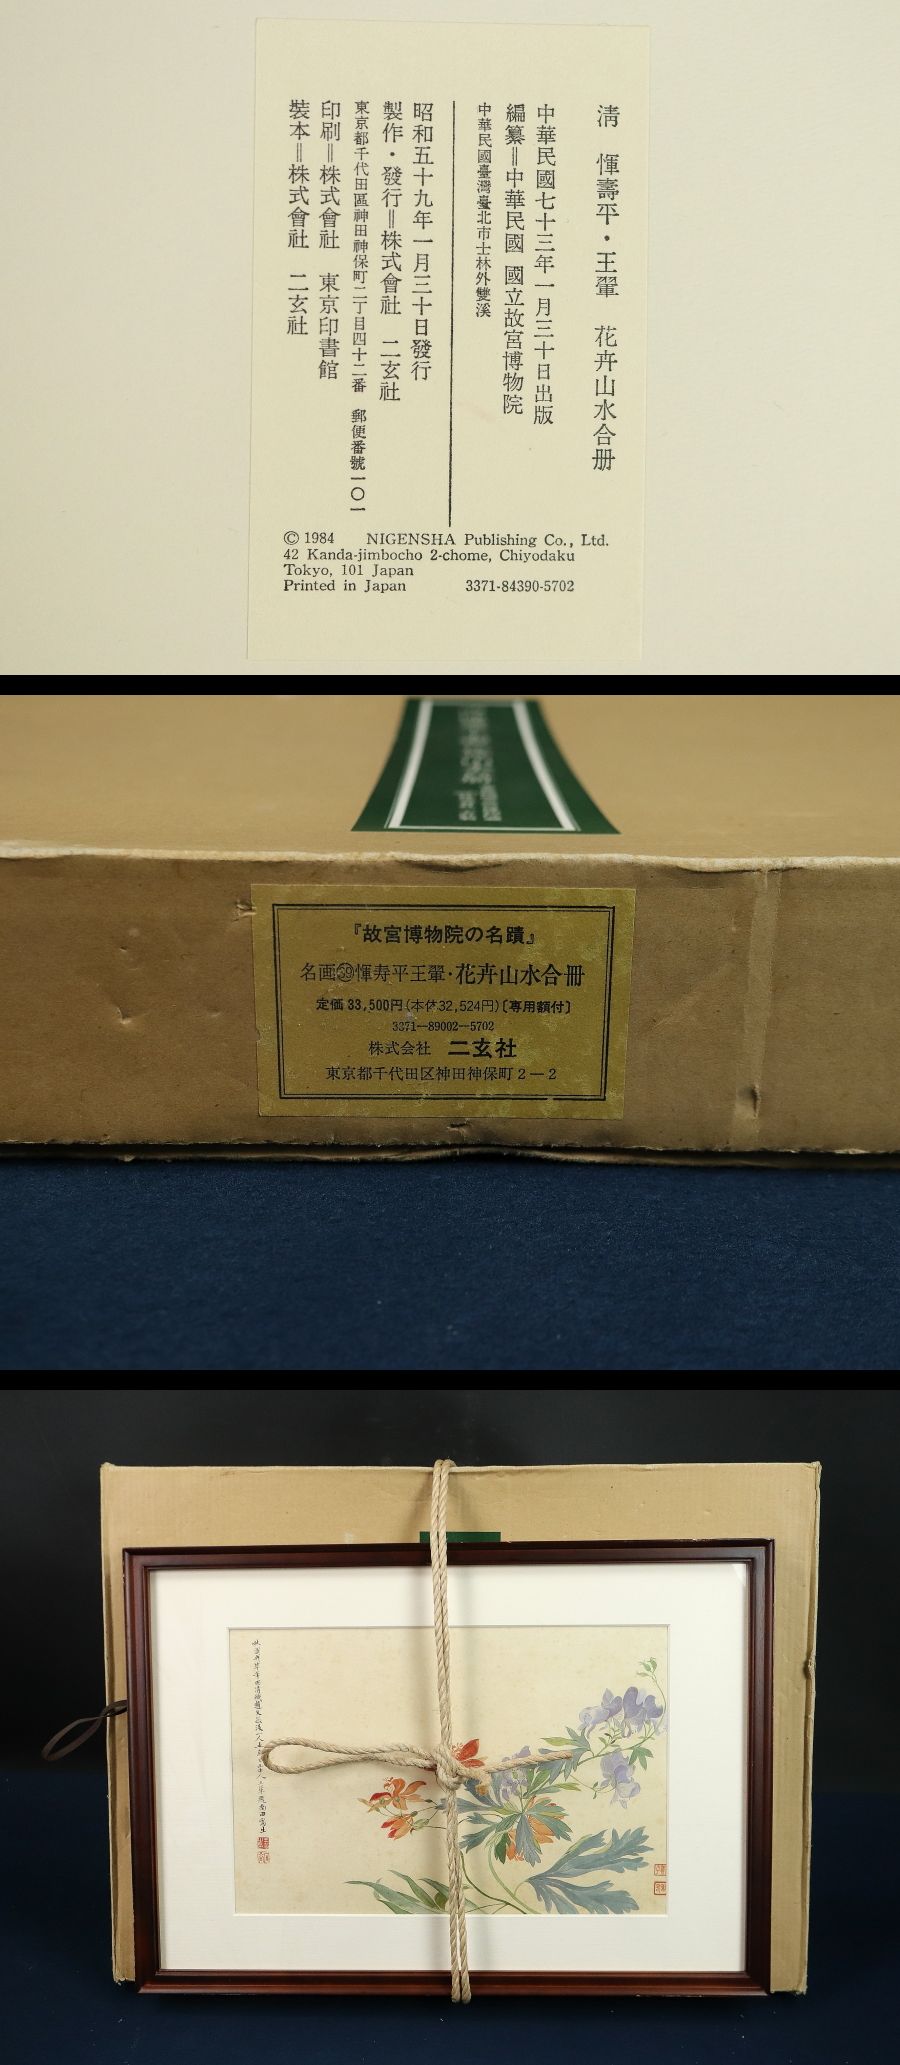 清 惲壽平・王翬 花卉山水合册
中華民國七十三年一月三十日出版
編纂＝中華民國 國立故宮博物院
中華民國臺灣臺北市士林外雙溪
昭和五十九年一月三十日發行
製作・發行＝株式會社 二玄社
東京都千代田區神田神保町二丁目四十二番 郵便番號一〇一
印刷＝株式會社 東京印書館
裝本＝株式會社 二玄社
© 1984 NIGENSHA Publishing Co., Ltd.
42 Kanda-jimbocho 2-chome, Chiyodaku
Tokyo, 101 Japan
Printed in Japan 3371-84390-5702
『故宮博物院の名蹟』
名画㊴惲寿平王翬・花卉山水合冊
定価 33,500円(本体32,524円)〔専用額付〕
3371-89002-5702
株式会社 二玄社
東京都千代田区神田神保町2-2